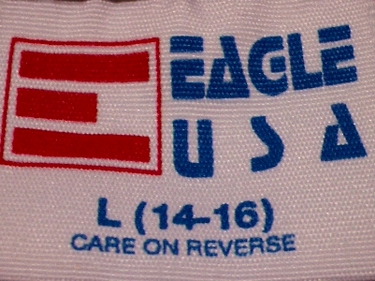 EAGLE
USA
L (14-16)
CARE ON REVERSE